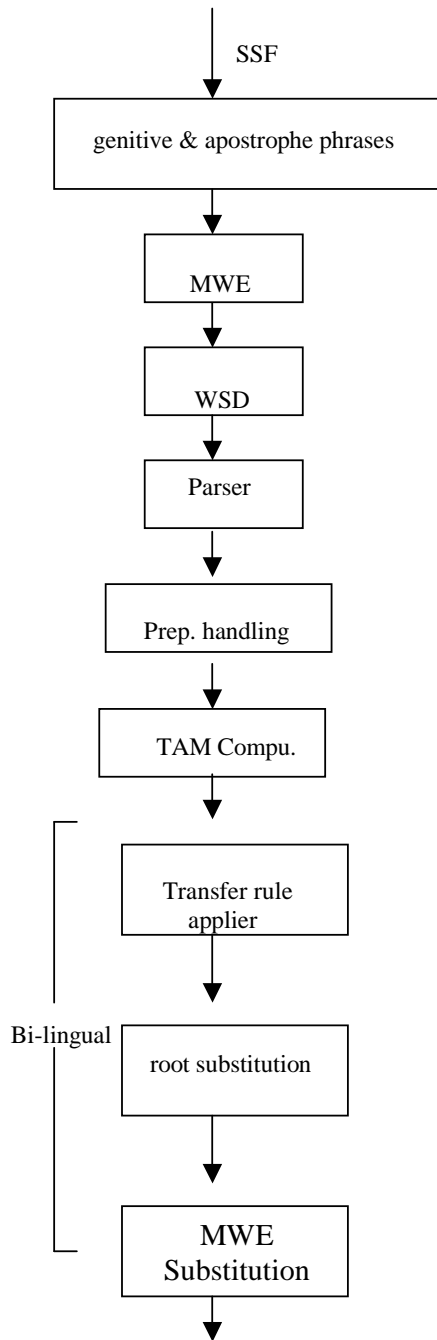 SSF
genitive & apostrophe phrases
MWE
WSD
Parser
Prep. handling
TAM Compu.
Transfer rule
applier
Bi-lingual
root substitution
MWE
Substitution